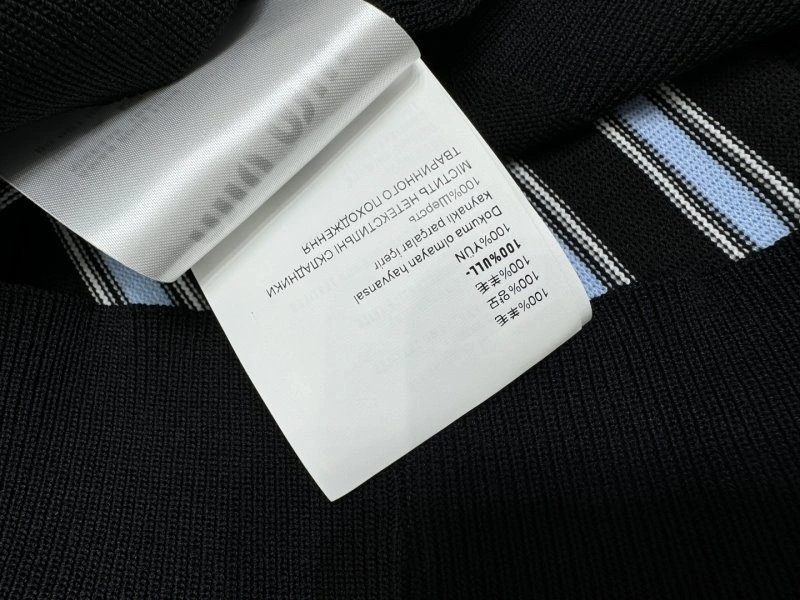 100%羊毛
100%양모
100%羊毛
100%ULL.
100%YÜN
Dokuma olmayan hayvansal
kaynaklı parçalar içerir
100%Шерсть
МІСТИТЬ НЕТЕКСТИЛЬНІ СКЛАДНИКИ
ТВАРИННОГО ПОХОДЖЕННЯ